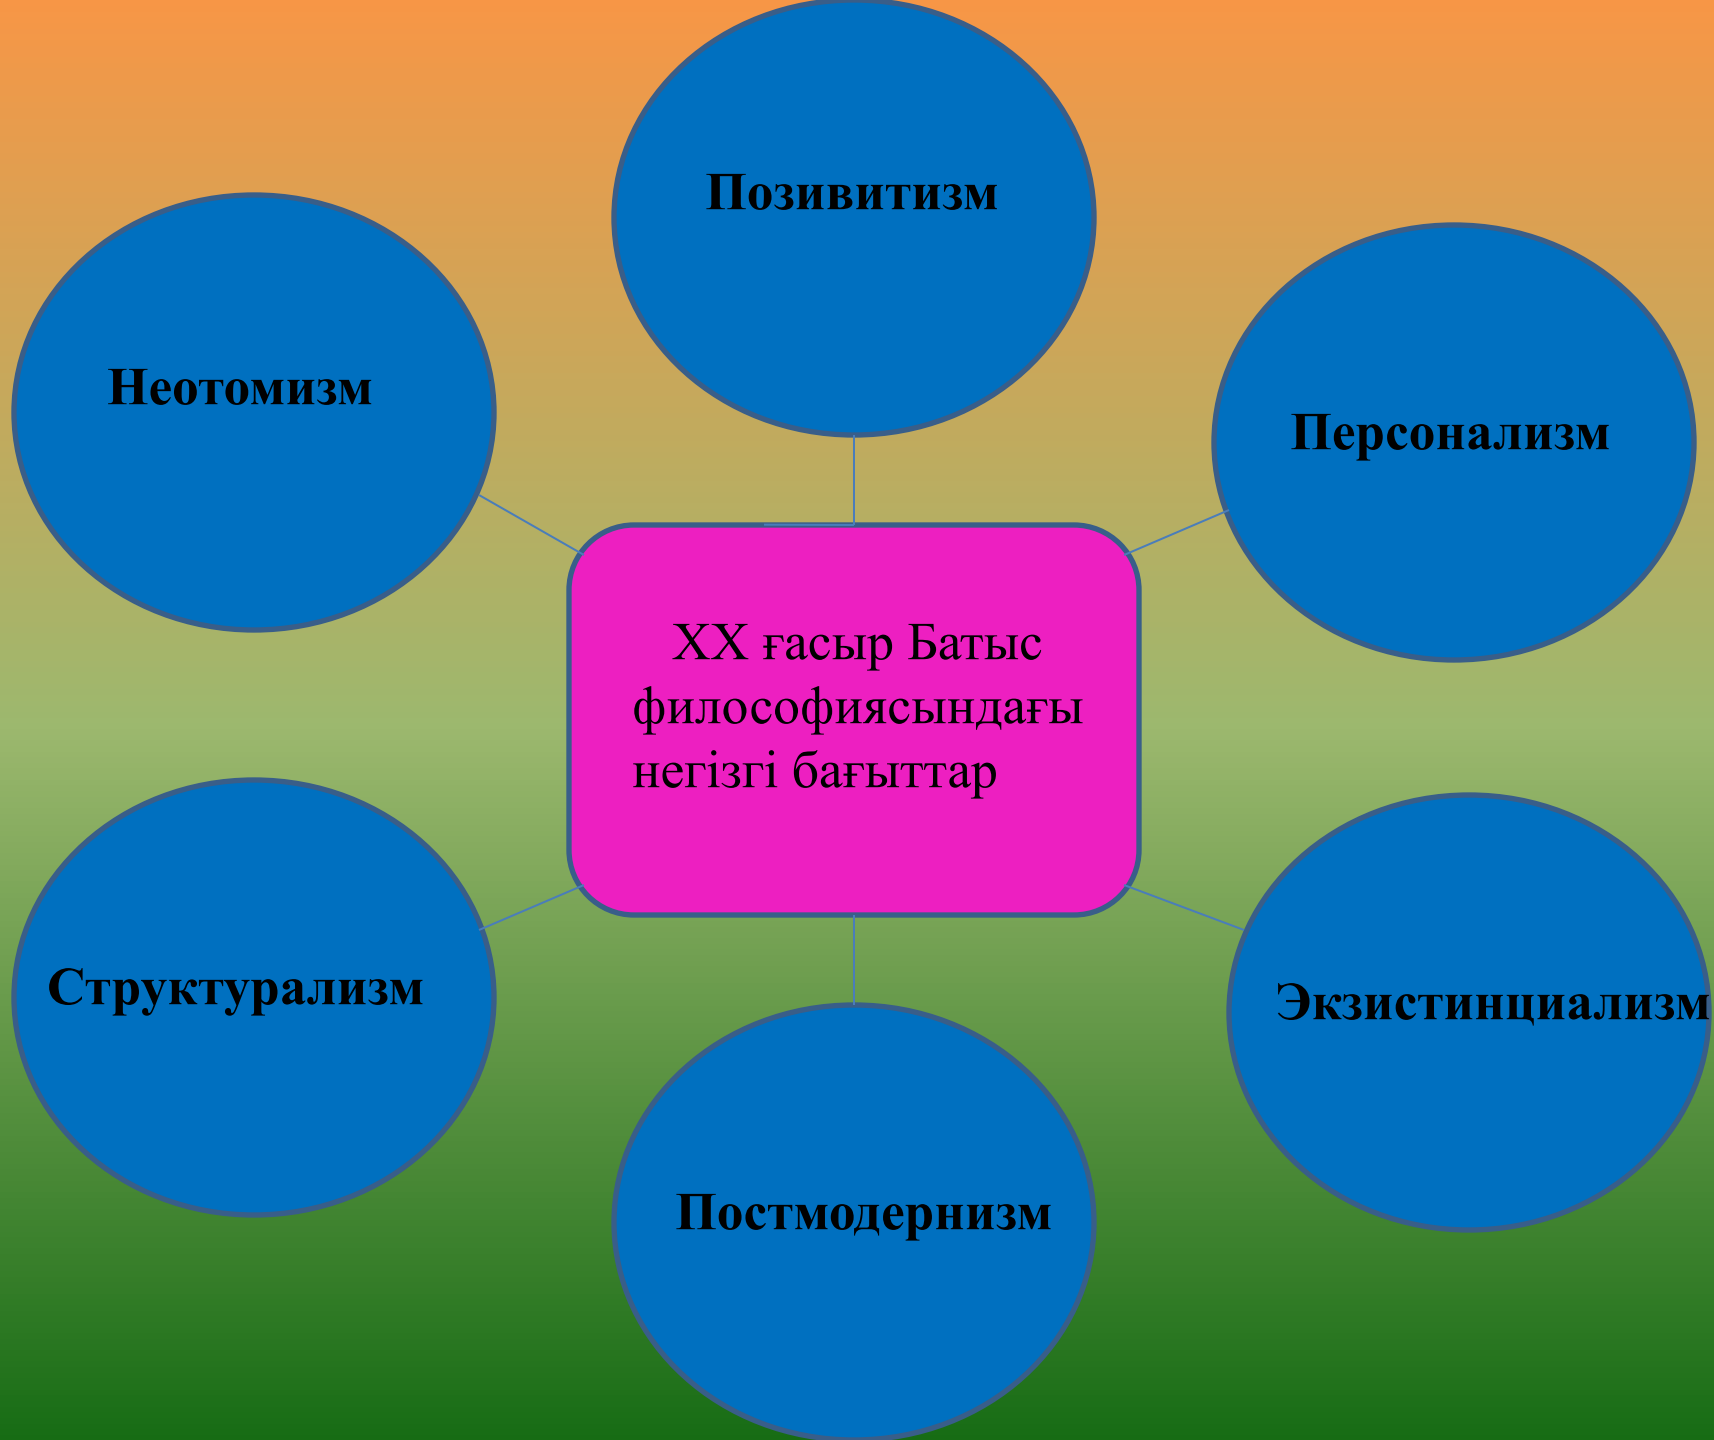 Позивитизм
Неотомизм
Персонализм
ХХ ғасыр Батыс
философиясындағы
негізгі бағыттар
Структурализм
Экзистинциализм
Постмодернизм